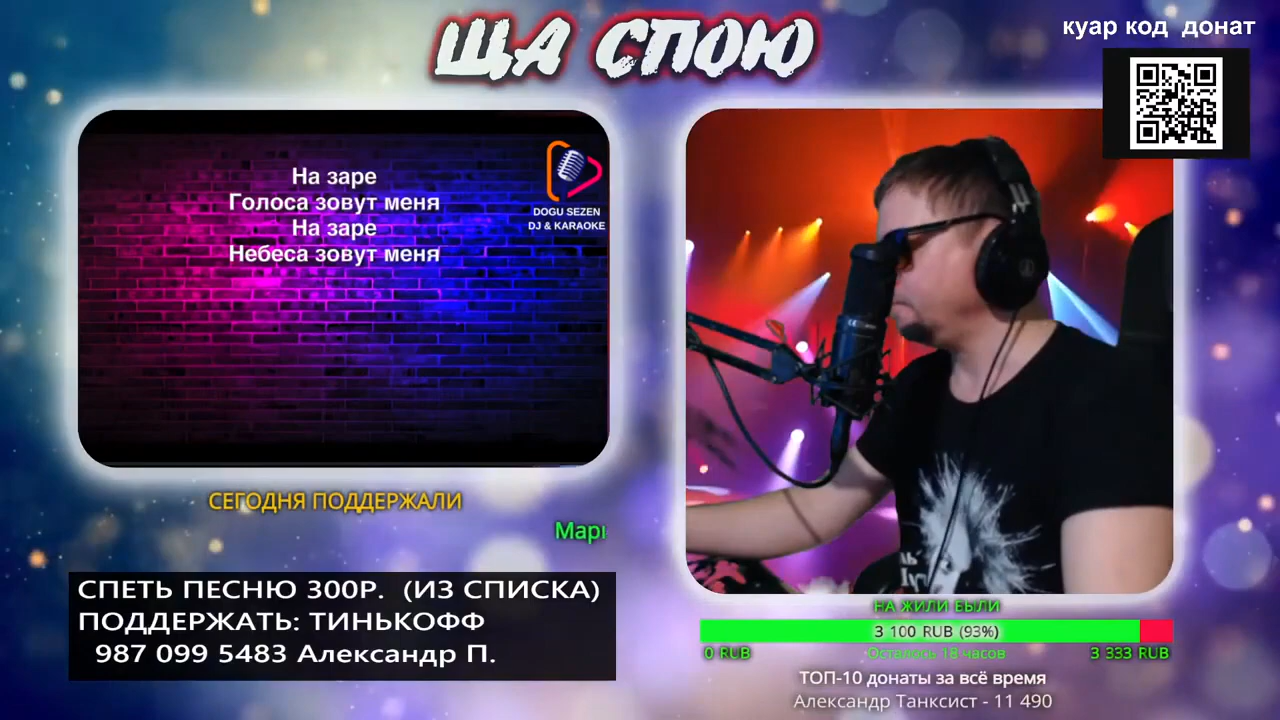 ЩА СПОЮ
куар код донат
На заре
Голоса зовут меня
На заре
Небеса зовут меня
DOGU SEZEN
DJ & KARAOKE
СЕГОДНЯ ПОДДЕРЖАЛИ
СПЕТЬ ПЕСНЮ 300Р. (ИЗ СПИСКА)
ПОДДЕРЖАТЬ: ТИНЬКОФФ
987 099 5483 Александр П.
НА ЖИЛИ БЫЛИ
3 100 RUB (93%)
0 RUB
Осталось 18 часов
3 333 RUB
ТОП-10 донаты за всё время
Александр Танксист - 11 490